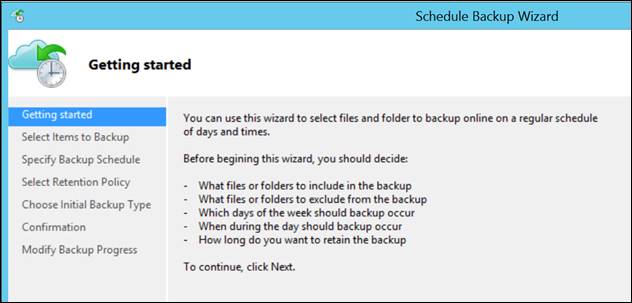 Schedule Backup Wizard
Getting started
Getting started
Select Items to Backup
Specify Backup Schedule
Select Retention Policy
Choose Initial Backup Type
Confirmation
Modify Backup Progress
You can use this wizard to select files and folder to backup online on a regular schedule
of days and times.
Before begining this wizard, you should decide:
- What files or folders to include in the backup
- What files or folders to exclude from the backup
- Which days of the week should backup occur
- When during the day should backup occur
- How long do you want to retain the backup
To continue, click Next.